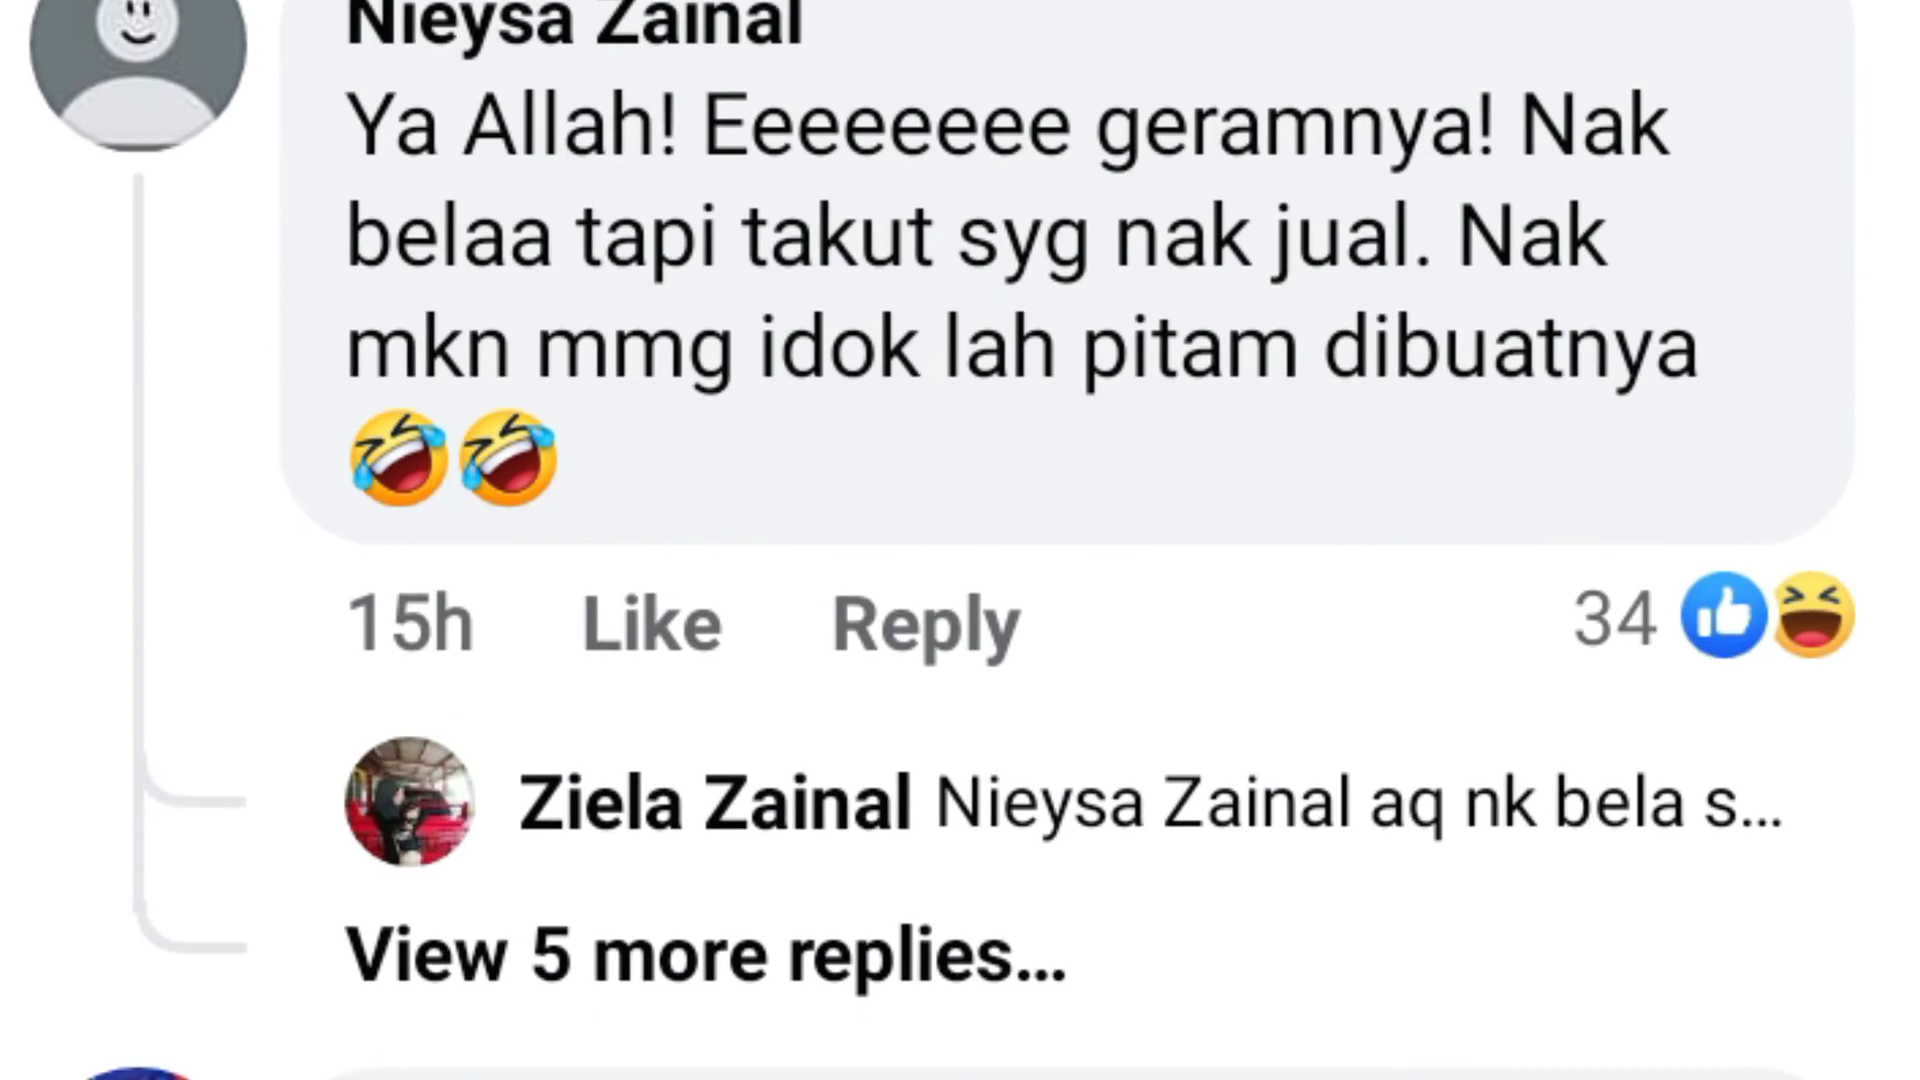 Nieysa Zainal
Ya Allah! Eeeeeeee geramnya! Nak
belaa tapi takut syg nak jual. Nak
mkn mmg idok lah pitam dibuatnya
🤣🤣
15h Like Reply 34
Ziela Zainal Nieysa Zainal aq nk bela s...
View 5 more replies...